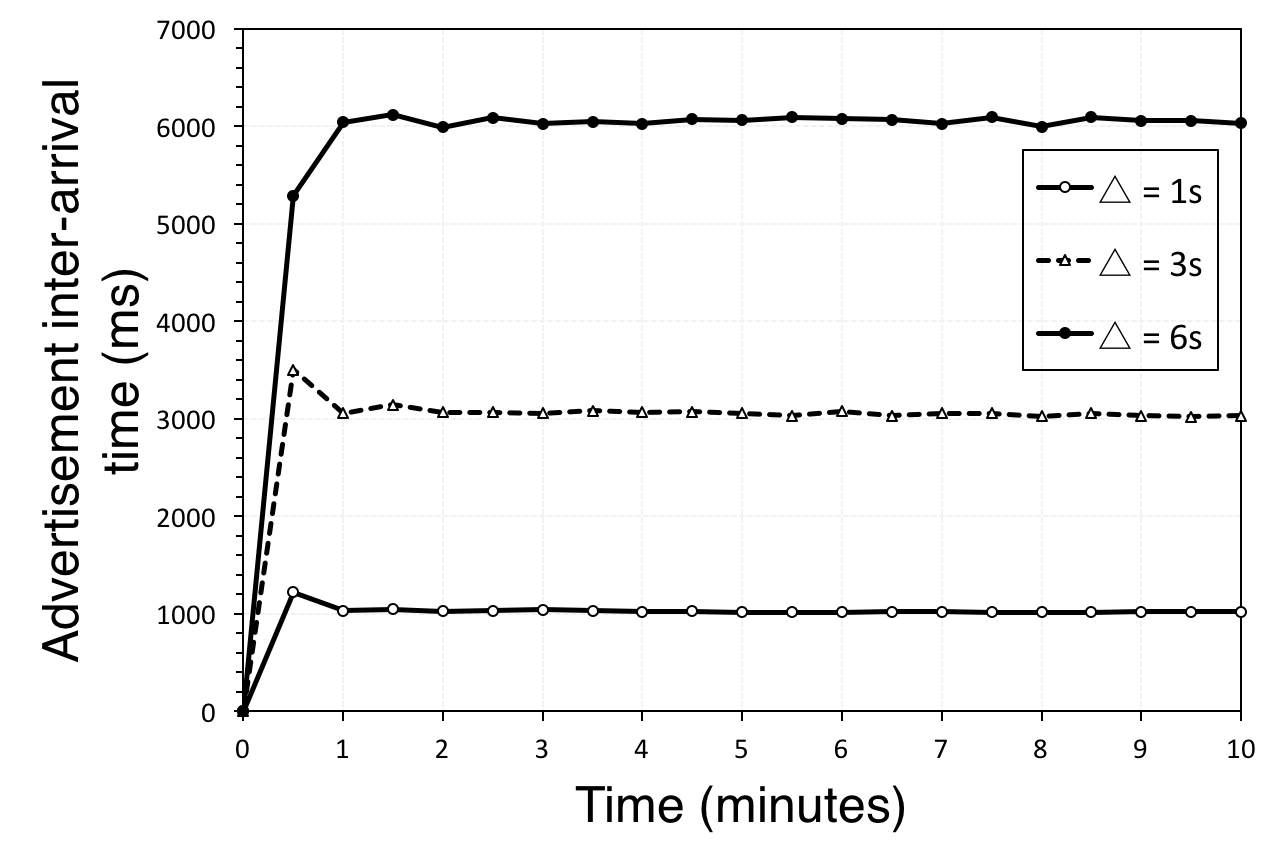 Advertisement inter-arrival
time (ms)
7000
6000
5000
4000
3000
2000
1000
0
△ = 1s
△ = 3s
△ = 6s
0 1 2 3 4 5 6 7 8 9 10
Time (minutes)